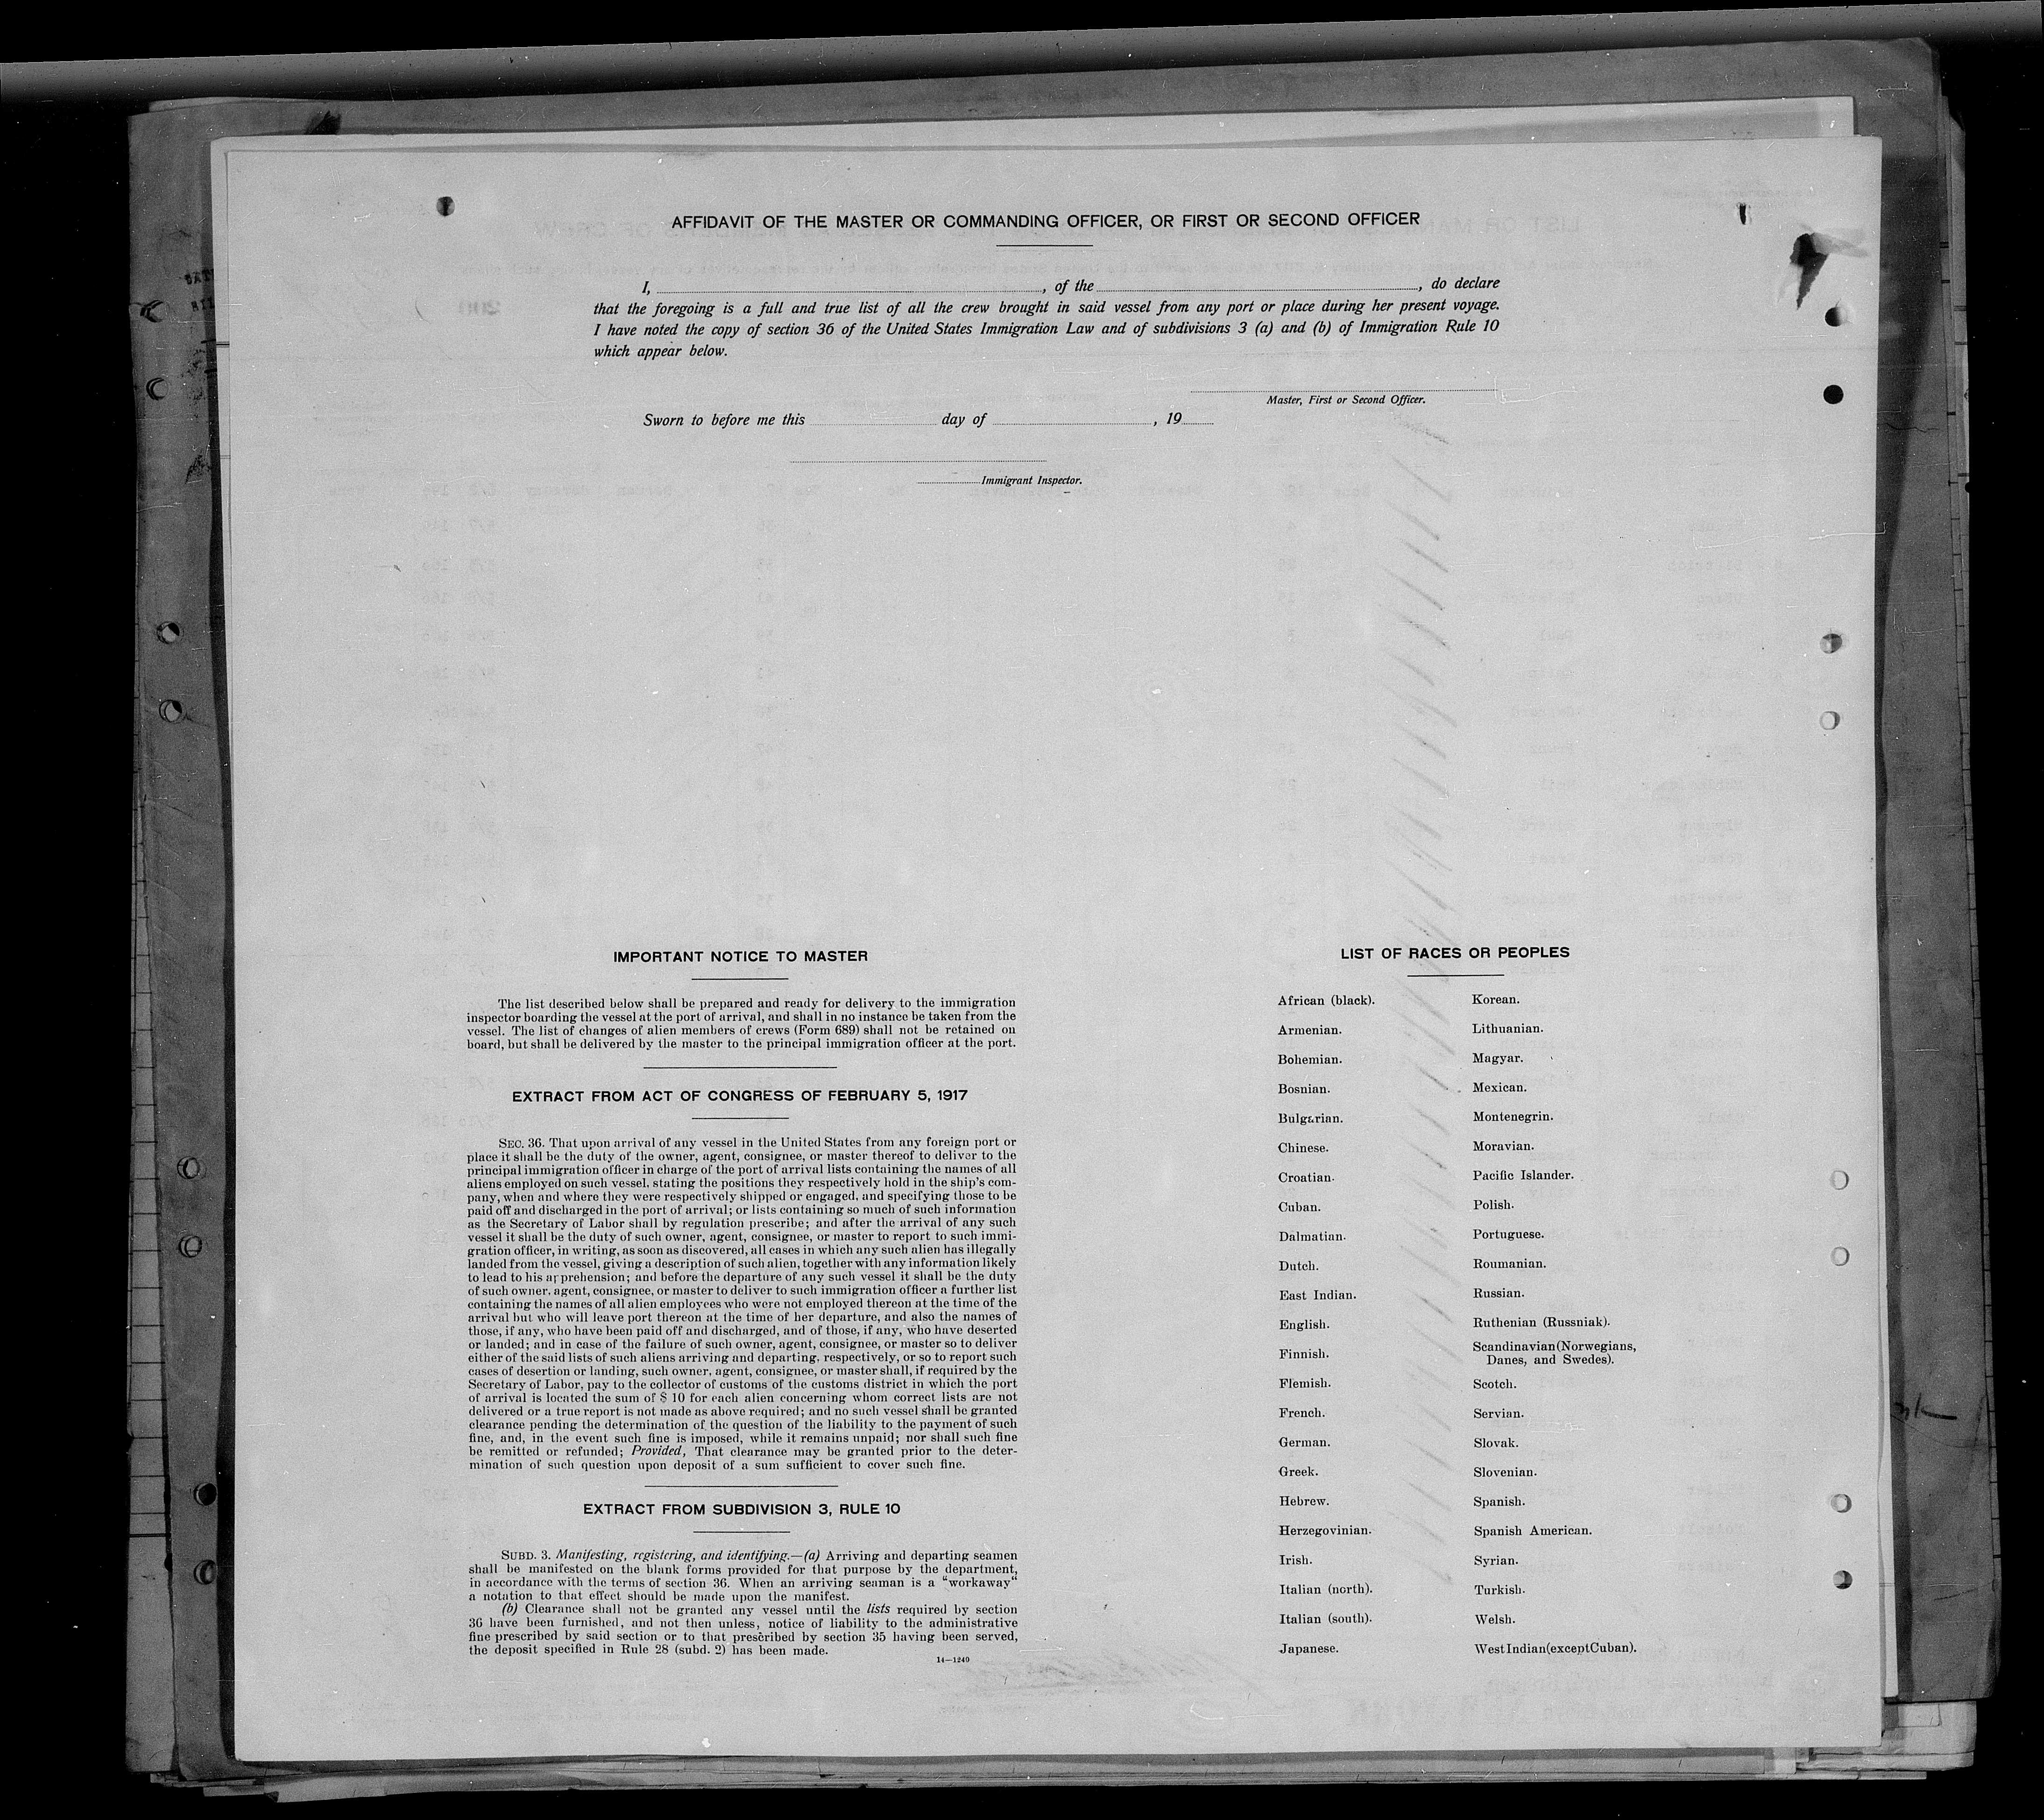 AFFIDAVIT OF THE MASTER OR COMMANDING OFFICER, OR FIRST OR SECOND OFFICER
I, , of the , do declare
that the foregoing is a full and true list of all the crew brought in said vessel from any port or place during her present voyage.
I have noted the copy of section 36 of the United States Immigration Law and of subdivisions 3 (a) and (b) of Immigration Rule 10
which appear below.
Master, First or Second Officer.
Sworn to before me this day of , 19
Immigrant Inspector.
IMPORTANT NOTICE TO MASTER
The list described below shall be prepared and ready for delivery to the immigration
inspector boarding the vessel at the port of arrival, and shall in no instance be taken from the
vessel. The list of changes of alien members of crews (Form 689) shall not be retained on
board, but shall be delivered by the master to the principal immigration officer at the port.
EXTRACT FROM ACT OF CONGRESS OF FEBRUARY 5, 1917
SEC. 36. That upon arrival of any vessel in the United States from any foreign port or
place it shall be the duty of the owner, agent, consignee, or master thereof to deliver to the
principal immigration officer in charge of the port of arrival lists containing the names of all
aliens employed on such vessel, stating the positions they respectively hold in the ship's com-
pany, when and where they were respectively shipped or engaged, and specifying those to be
paid off and discharged in the port of arrival; or lists containing so much of such information
as the Secretary of Labor shall by regulation prescribe; and after the arrival of any such
vessel it shall be the duty of such owner, agent, consignee, or master to report to such immi-
gration officer, in writing, as soon as discovered, all cases in which any such alien has illegally
landed from the vessel, giving a description of such alien, together with any information likely
to lead to his apprehension; and before the departure of any such vessel it shall be the duty
of such owner, agent, consignee, or master to deliver to such immigration officer a further list
containing the names of all alien employees who were not employed thereon at the time of the
arrival but who will leave port thereon at the time of her departure, and also the names of
those, if any, who have been paid off and discharged, and of those, if any, who have deserted
or landed; and in case of the failure of such owner, agent, consignee, or master so to deliver
either of the said lists of such aliens arriving and departing, respectively, or so to report such
cases of desertion or landing, such owner, agent, consignee, or master shall, if required by the
Secretary of Labor, pay to the collector of customs of the customs district in which the port
of arrival is located the sum of $ 10 for each alien concerning whom correct lists are not
delivered or a true report is not made as above required; and no such vessel shall be granted
clearance pending the determination of the question of the liability to the payment of such
fine, and, in the event such fine is imposed, while it remains unpaid; nor shall such fine
be remitted or refunded; Provided, That clearance may be granted prior to the deter-
mination of such question upon deposit of a sum sufficient to cover such fine.
EXTRACT FROM SUBDIVISION 3, RULE 10
SUBD. 3. Manifesting, registering, and identifying.—(a) Arriving and departing seamen
shall be manifested on the blank forms provided for that purpose by the department,
in accordance with the terms of section 36. When an arriving seaman is a “workaway“
a notation to that effect should be made upon the manifest.
(b) Clearance shall not be granted any vessel until the lists required by section
36 have been furnished, and not then unless, notice of liability to the administrative
fine prescribed by said section or to that prescribed by section 35 having been served,
the deposit specified in Rule 28 (subd. 2) has been made.
14—1240
LIST OF RACES OR PEOPLES
African (black).
Armenian.
Bohemian.
Bosnian.
Bulgarian.
Chinese.
Croatian.
Cuban.
Dalmatian.
Dutch.
East Indian.
English.
Finnish.
Flemish.
French.
German.
Greek.
Hebrew.
Herzegovinian.
Irish.
Italian (north).
Italian (south).
Japanese.
Korean.
Lithuanian.
Magyar.
Mexican.
Montenegrin.
Moravian.
Pacific Islander.
Polish.
Portuguese.
Roumanian.
Russian.
Ruthenian (Russniak).
Scandinavian(Norwegians,
Danes, and Swedes).
Scotch.
Servian.
Slovak.
Slovenian.
Spanish.
Spanish American.
Syrian.
Turkish.
Welsh.
West Indian(except Cuban).